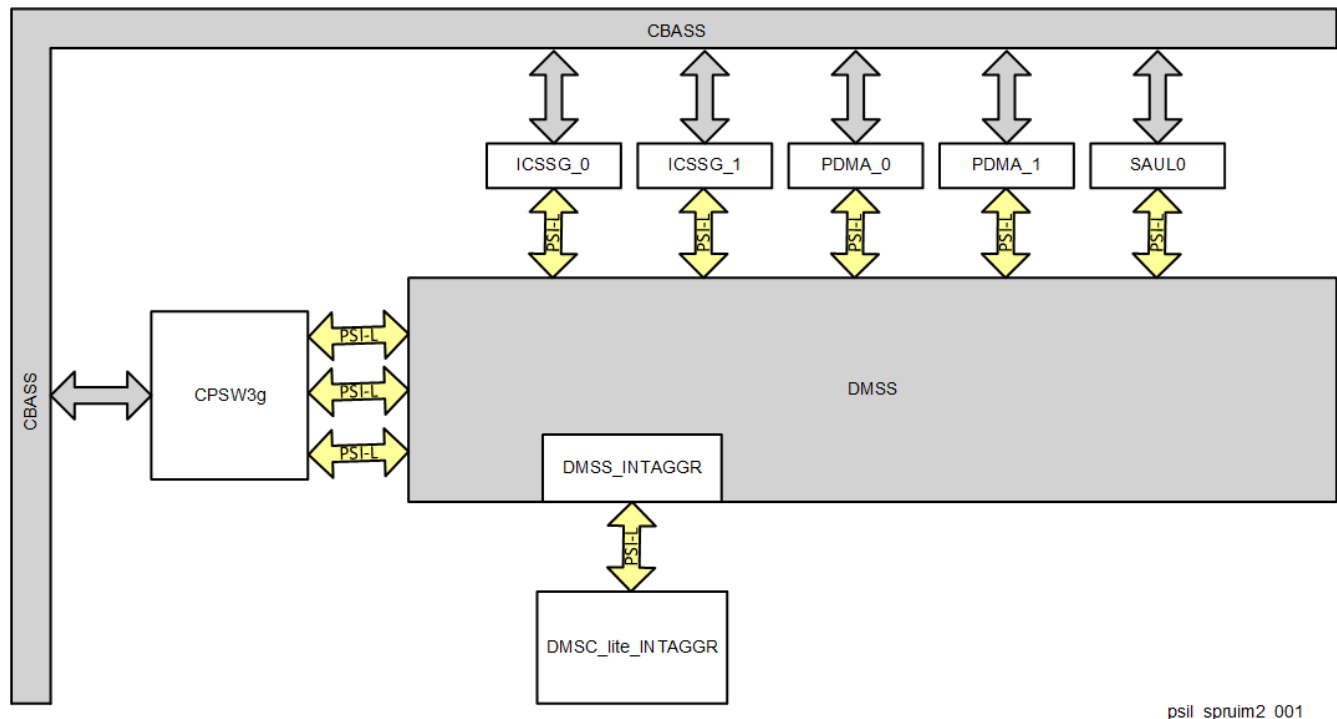 CBASS
ICSSG_0
ICSSG_1
PDMA_0
PDMA_1
SAUL0
PSI-L
PSI-L
PSI-L
PSI-L
PSI-L
CBASS
CPSW3g
PSI-L
PSI-L
PSI-L
DMSS
DMSS_INTAGGR
PSI-L
DMSC_lite_INTAGGR
psil_spruim2_001